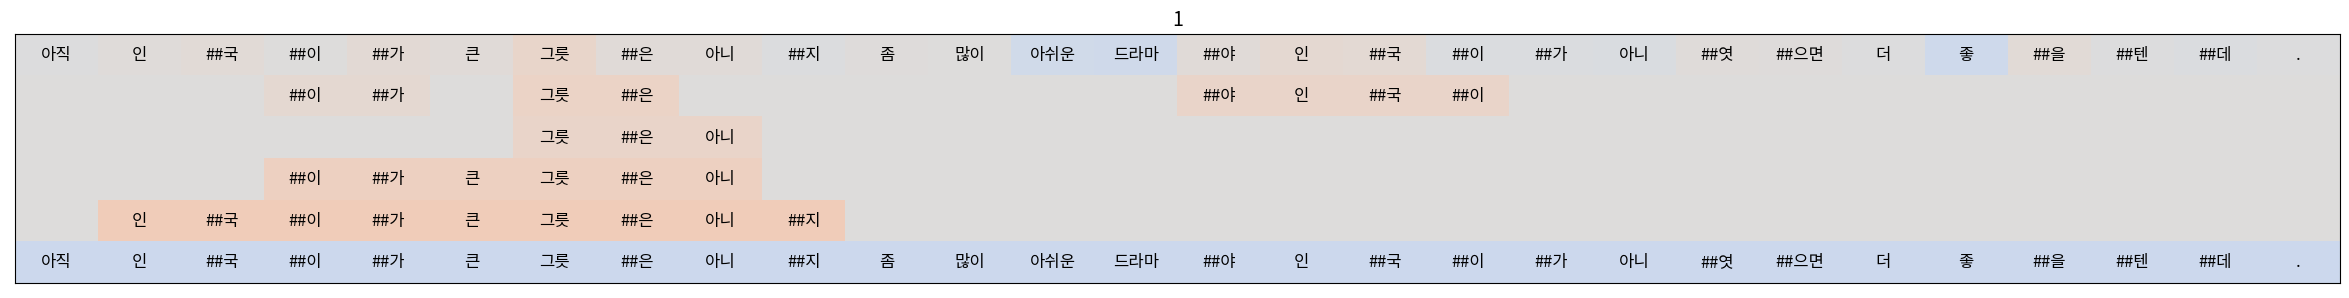 1
아직 인 ##국 ##이 ##가 큰 그릇 ##은 아니 ##지 좀 많이 아쉬운 드라마 ##야 인 ##국 ##이 ##가 아니 ##엿 ##으면 더 좋 ##을 ##텐 ##데 .
##이 ##가 그릇 ##은 ##야 인 ##국 ##이
그릇 ##은 아니
##이 ##가 큰 그릇 ##은 아니
인 ##국 ##이 ##가 큰 그릇 ##은 아니 ##지
아직 인 ##국 ##이 ##가 큰 그릇 ##은 아니 ##지 좀 많이 아쉬운 드라마 ##야 인 ##국 ##이 ##가 아니 ##엿 ##으면 더 좋 ##을 ##텐 ##데 .